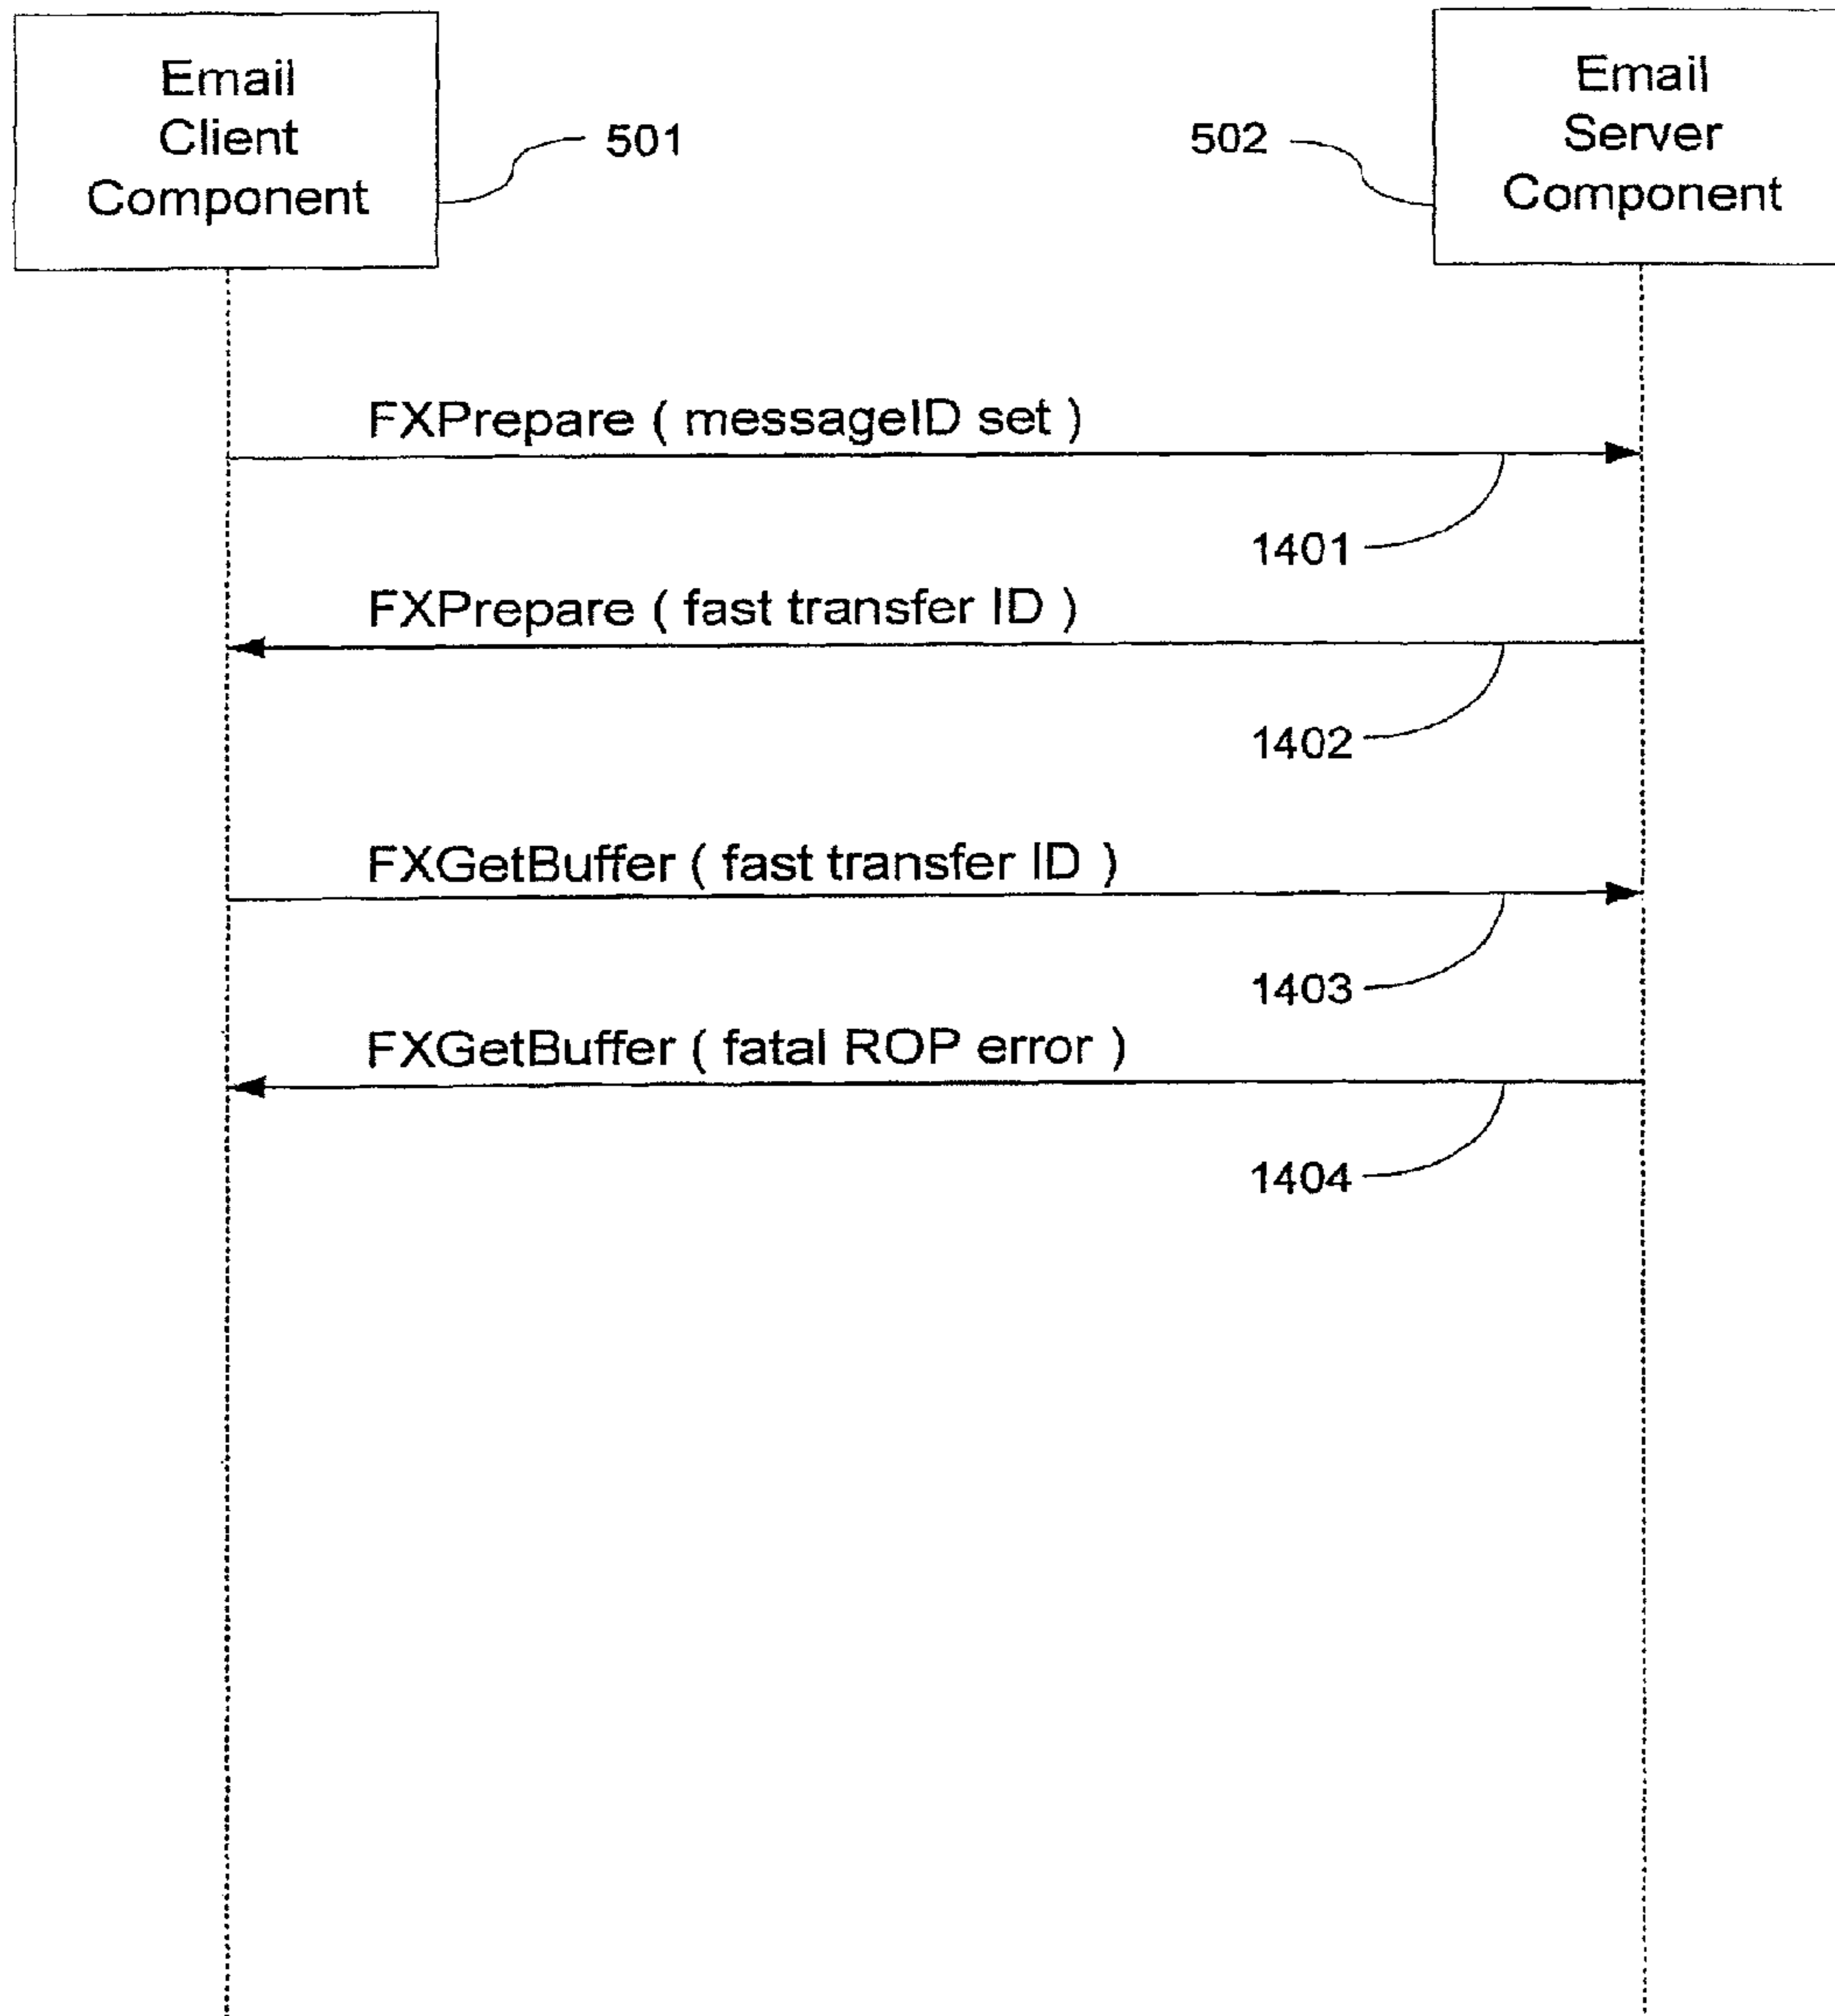 Email
Client
Component
501
502
Email
Server
Component
FXPrepare ( messageID set )
1401
FXPrepare ( fast transfer ID )
1402
FXGetBuffer ( fast transfer ID )
1403
FXGetBuffer ( fatal ROP error )
1404